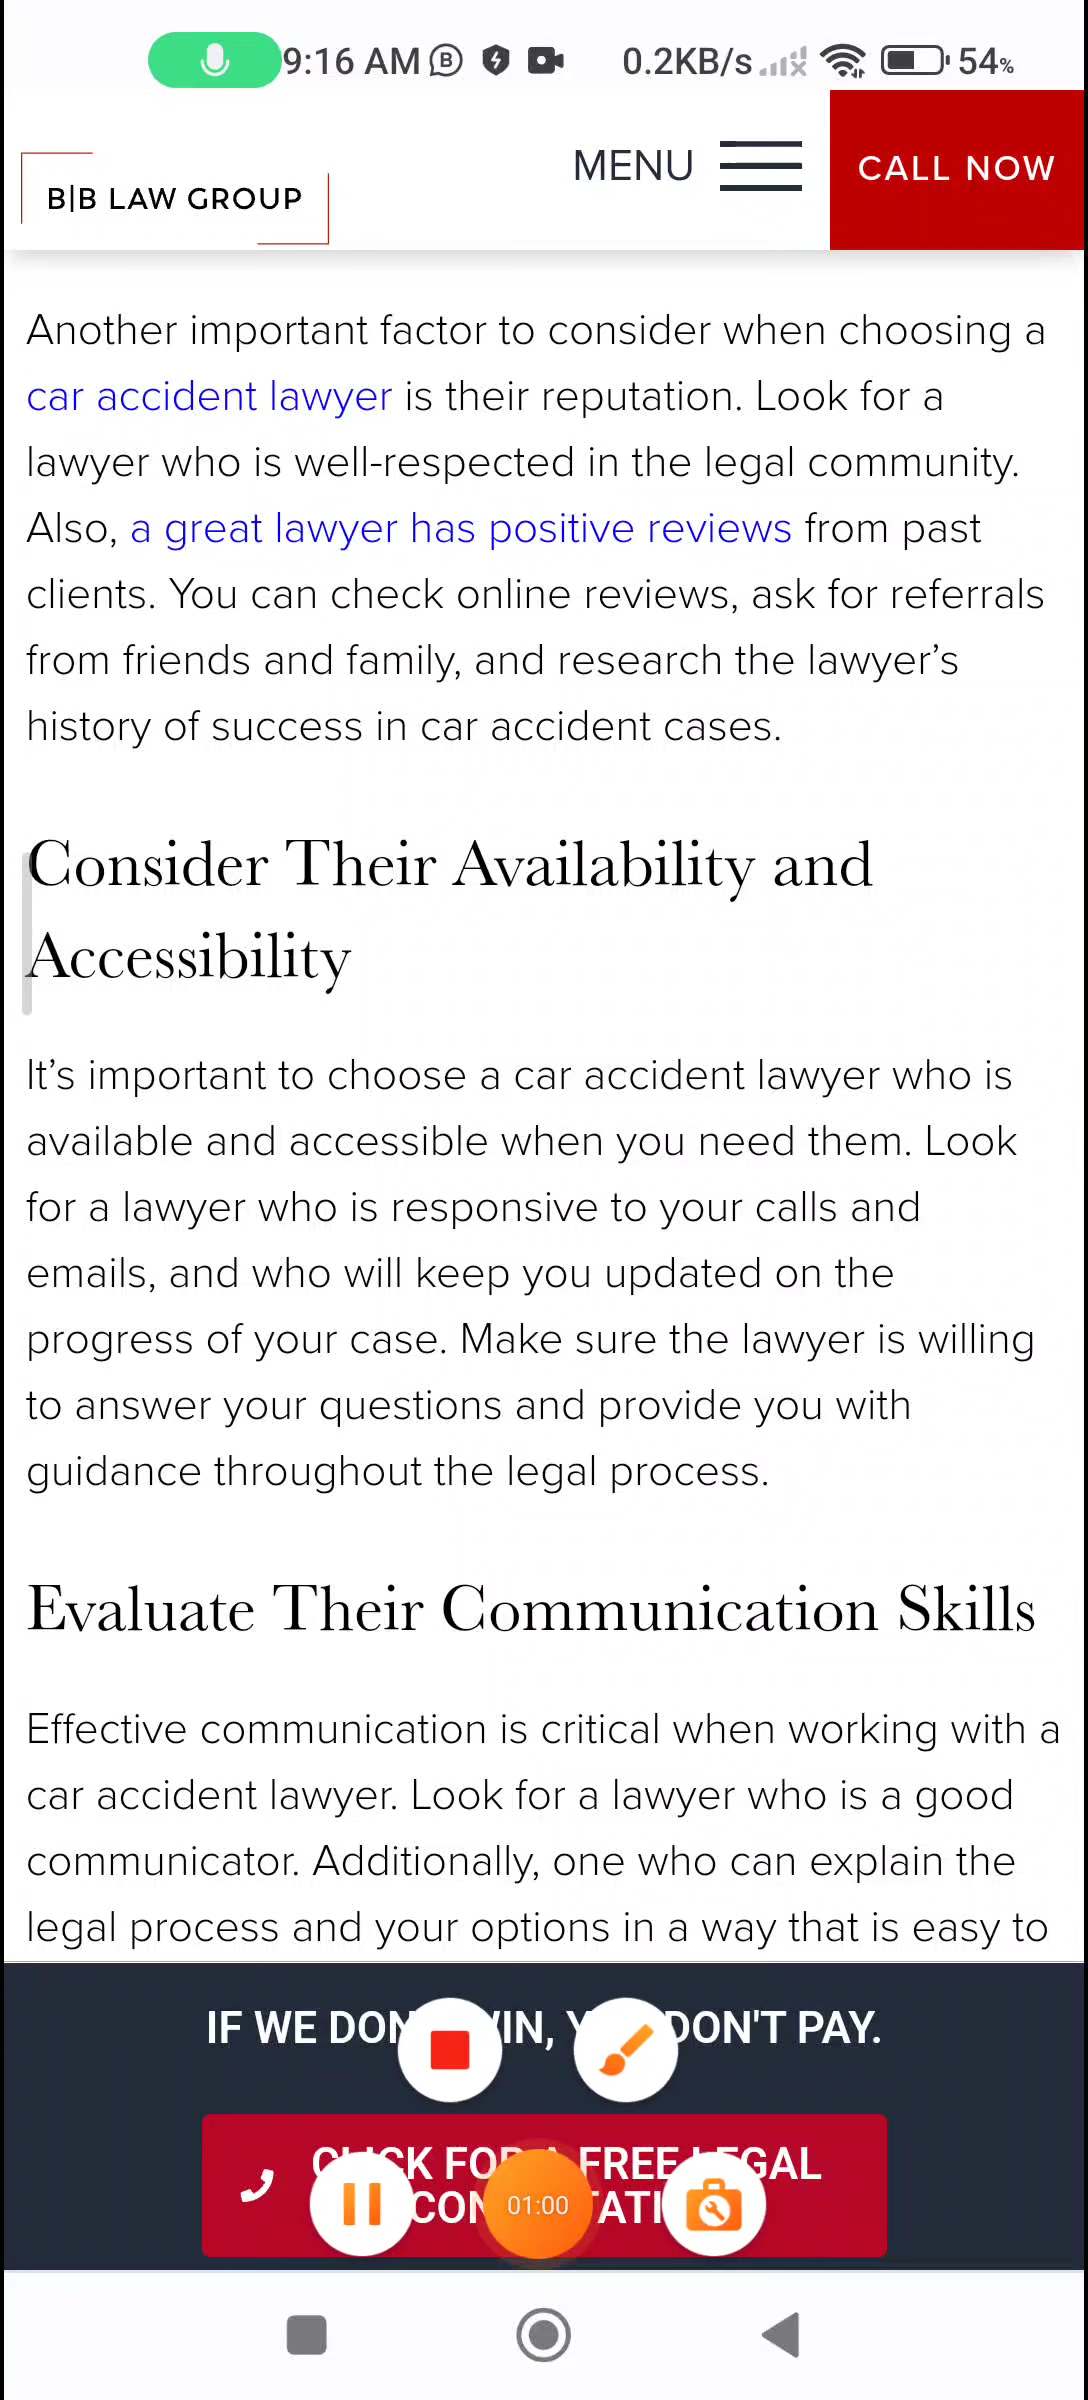 9:16 AM
0.2KB/s
54%
B|B LAW GROUP
MENU
CALL NOW
Another important factor to consider when choosing a
car accident lawyer is their reputation. Look for a
lawyer who is well-respected in the legal community.
Also, a great lawyer has positive reviews from past
clients. You can check online reviews, ask for referrals
from friends and family, and research the lawyer’s
history of success in car accident cases.
Consider Their Availability and
Accessibility
It’s important to choose a car accident lawyer who is
available and accessible when you need them. Look
for a lawyer who is responsive to your calls and
emails, and who will keep you updated on the
progress of your case. Make sure the lawyer is willing
to answer your questions and provide you with
guidance throughout the legal process.
Evaluate Their Communication Skills
Effective communication is critical when working with a
car accident lawyer. Look for a lawyer who is a good
communicator. Additionally, one who can explain the
legal process and your options in a way that is easy to
IF WE DON'T WIN, YOU DON'T PAY.
CLICK FOR A FREE LEGAL
CONSULTATION
01:00